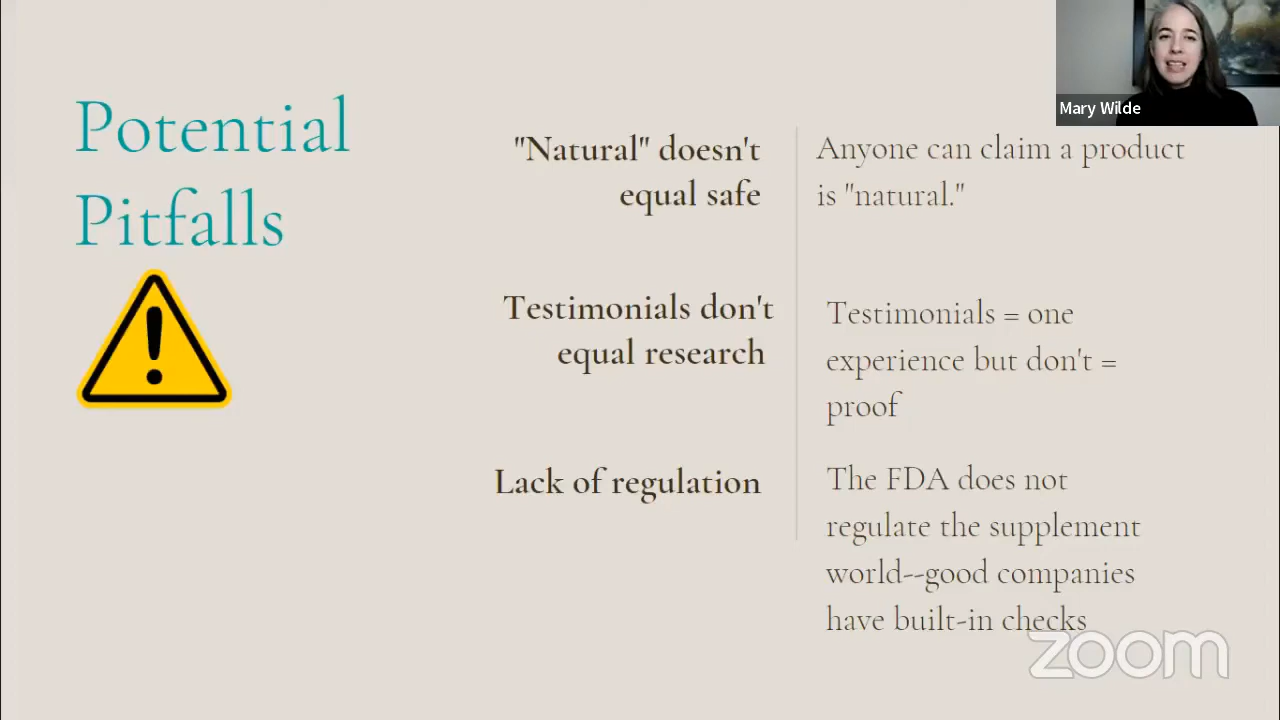 Mary Wilde
Potential
Pitfalls
"Natural" doesn't
equal safe
Anyone can claim a product
is "natural."
Testimonials don't
equal research
Testimonials = one
experience but don't =
proof
Lack of regulation
The FDA does not
regulate the supplement
world--good companies
have built-in checks
zoom